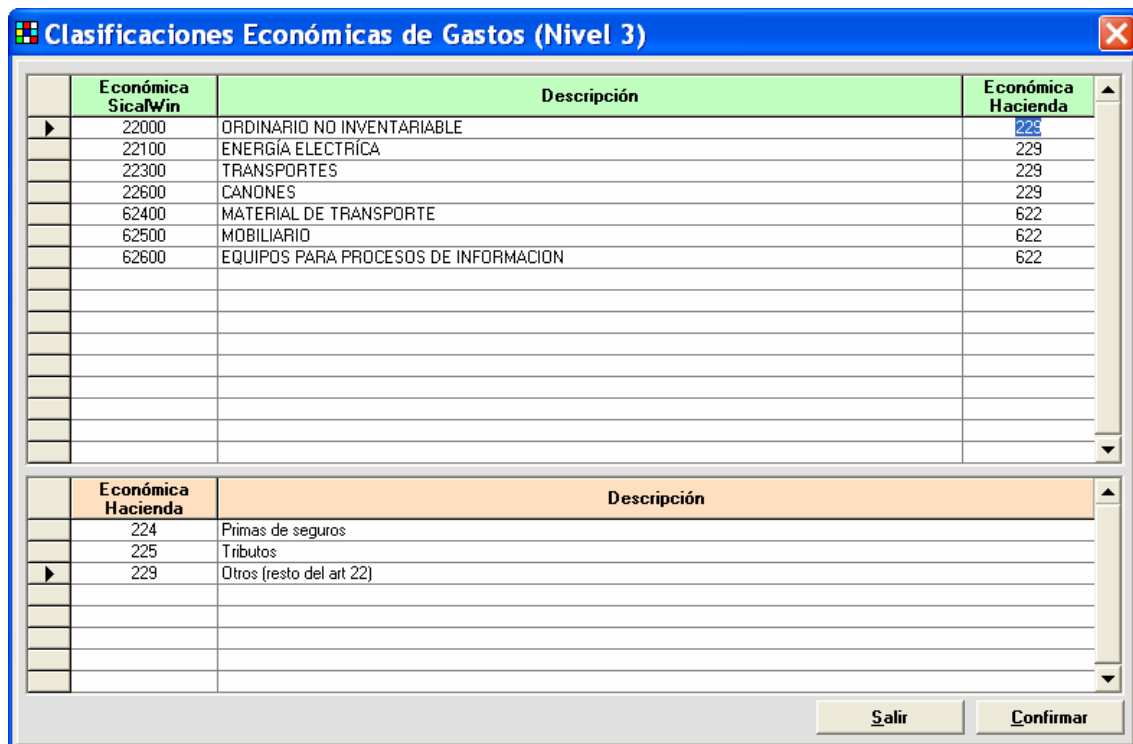 Clasificaciones Económicas de Gastos (Nivel 3)
Económica SicalWin Descripción Económica Hacienda
22000 ORDINARIO NO INVENTARIABLE 229
22100 ENERGÍA ELECTRÍCA 229
22300 TRANSPORTES 229
22600 CANONES 229
62400 MATERIAL DE TRANSPORTE 622
62500 MOBILIARIO 622
62600 EQUIPOS PARA PROCESOS DE INFORMACION 622
Económica Hacienda Descripción
224 Primas de seguros
225 Tributos
229 Otros (resto del art 22)
Salir Confirmar